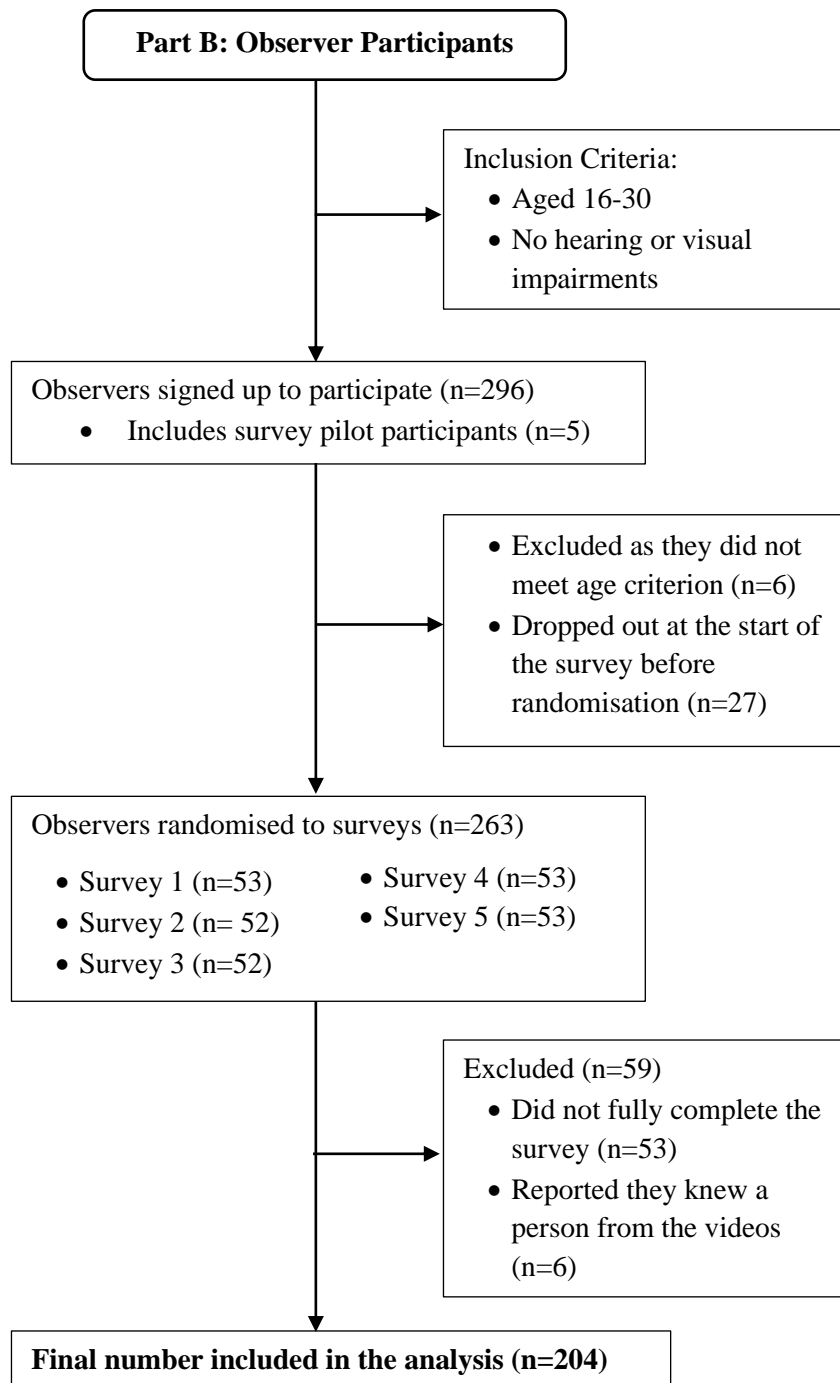 Part B: Observer Participants
Inclusion Criteria:
• Aged 16-30
• No hearing or visual
impairments
Observers signed up to participate (n=296)
• Includes survey pilot participants (n=5)
• Excluded as they did not
meet age criterion (n=6)
• Dropped out at the start of
the survey before
randomisation (n=27)
Observers randomised to surveys (n=263)
• Survey 1 (n=53)
• Survey 2 (n= 52)
• Survey 3 (n=52)
• Survey 4 (n=53)
• Survey 5 (n=53)
Excluded (n=59)
• Did not fully complete the
survey (n=53)
• Reported they knew a
person from the videos
(n=6)
Final number included in the analysis (n=204)